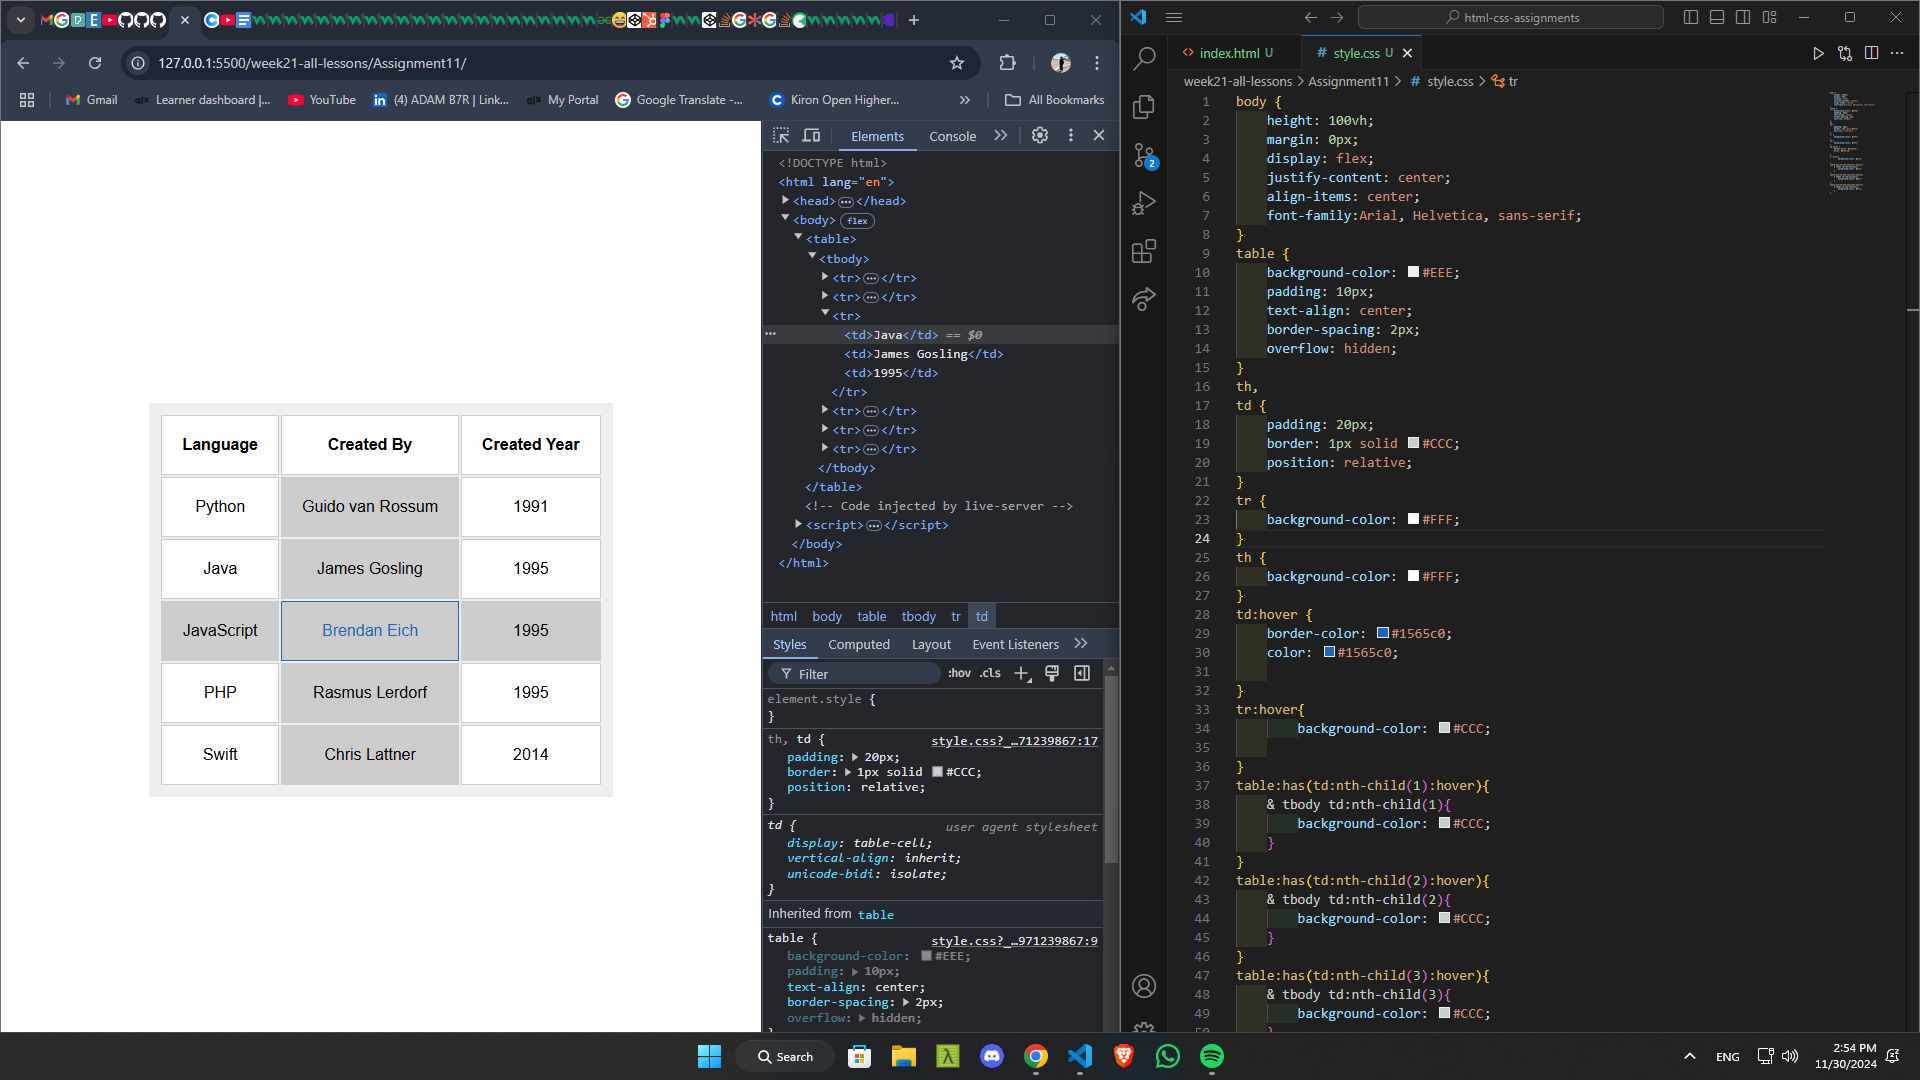 127.0.0.1:5500/week21-all-lessons/Assignment11/
Gmail
Learner dashboard |...
YouTube
(4) ADAM B7R | Link...
My Portal
Google Translate -...
Kiron Open Higher...
All Bookmarks
Language Created By Created Year
Python Guido van Rossum 1991
Java James Gosling 1995
JavaScript Brendan Eich 1995
PHP Rasmus Lerdorf 1995
Swift Chris Lattner 2014
Elements Console
<!DOCTYPE html>
<html lang="en">
<head> ••• </head>
<body> flex
<table>
<tbody>
<tr> ••• </tr>
<tr> ••• </tr>
<tr>
••• <td>Java</td> == $0
<td>James Gosling</td>
<td>1995</td>
</tr>
<tr> ••• </tr>
<tr> ••• </tr>
<tr> ••• </tr>
</tbody>
</table>
<!-- Code injected by live-server -->
<script> ••• </script>
</body>
</html>
html body table tbody tr td
Styles Computed Layout Event Listeners
Filter :hov .cls
element.style {
}
th, td { style.css?_…71239867:17
padding: 20px;
border: 1px solid #CCC;
position: relative;
}
td { user agent stylesheet
display: table-cell;
vertical-align: inherit;
unicode-bidi: isolate;
}
Inherited from table
table { style.css?_…971239867:9
background-color: #EEE;
padding: 10px;
text-align: center;
border-spacing: 2px;
overflow: hidden;
html-css-assignments
index.html U # style.css U
week21-all-lessons > Assignment11 > # style.css > tr
1 body {
2 height: 100vh;
3 margin: 0px;
4 display: flex;
5 justify-content: center;
6 align-items: center;
7 font-family:Arial, Helvetica, sans-serif;
8 }
9 table {
10 background-color: #EEE;
11 padding: 10px;
12 text-align: center;
13 border-spacing: 2px;
14 overflow: hidden;
15 }
16 th,
17 td {
18 padding: 20px;
19 border: 1px solid #CCC;
20 position: relative;
21 }
22 tr {
23 background-color: #FFF;
24 }
25 th {
26 background-color: #FFF;
27 }
28 td:hover {
29 border-color: #1565c0;
30 color: #1565c0;
31
32 }
33 tr:hover{
34 background-color: #CCC;
35
36 }
37 table:has(td:nth-child(1):hover){
38 & tbody td:nth-child(1){
39 background-color: #CCC;
40 }
41 }
42 table:has(td:nth-child(2):hover){
43 & tbody td:nth-child(2){
44 background-color: #CCC;
45 }
46 }
47 table:has(td:nth-child(3):hover){
48 & tbody td:nth-child(3){
49 background-color: #CCC;
2
Search
ENG
2:54 PM
11/30/2024